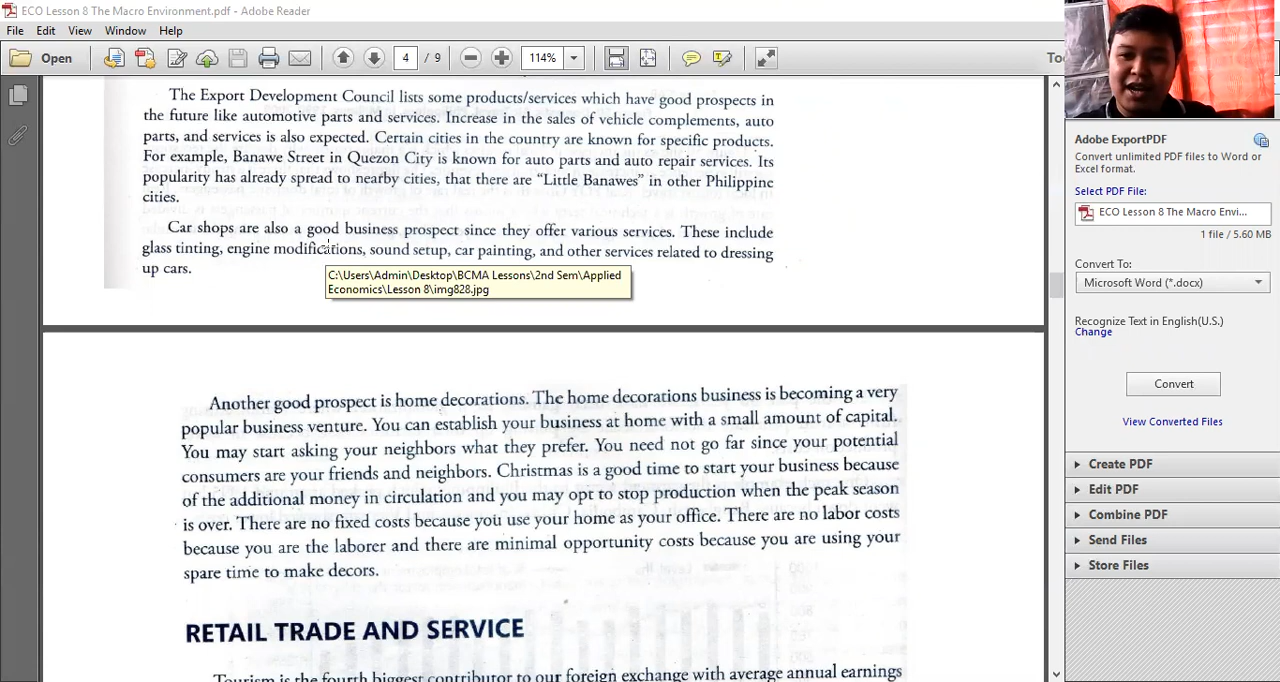 ECO Lesson 8 The Macro Environment.pdf - Adobe Reader
File Edit View Window Help
Open 4 / 9 114%
The Export Development Council lists some products/services which have good prospects in
the future like automotive parts and services. Increase in the sales of vehicle complements, auto
parts, and services is also expected. Certain cities in the country are known for specific products.
For example, Banawe Street in Quezon City is known for auto parts and auto repair services. Its
popularity has already spread to nearby cities, that there are “Little Banawes” in other Philippine
cities.
Car shops are also a good business prospect since they offer various services. These include
glass tinting, engine modifications, sound setup, car painting, and other services related to dressing
up cars.
C:\Users\Admin\Desktop\BCMA Lessons\2nd Sem\Applied
Economics\Lesson 8\img828.jpg
Another good prospect is home decorations. The home decorations business is becoming a very
popular business venture. You can establish your business at home with a small amount of capital.
You may start asking your neighbors what they prefer. You need not go far since your potential
consumers are your friends and neighbors. Christmas is a good time to start your business because
of the additional money in circulation and you may opt to stop production when the peak season
is over. There are no fixed costs because you use your home as your office. There are no labor costs
because you are the laborer and there are minimal opportunity costs because you are using your
spare time to make decors.
RETAIL TRADE AND SERVICE
Tourism is the fourth biggest contributor to our foreign exchange with average annual earnings
Adobe ExportPDF
Convert unlimited PDF files to Word or
Excel format.
Select PDF File:
ECO Lesson 8 The Macro Envi...
1 file / 5.60 MB
Convert To:
Microsoft Word (*.docx)
Recognize Text in English(U.S.)
Change
Convert
View Converted Files
Create PDF
Edit PDF
Combine PDF
Send Files
Store Files